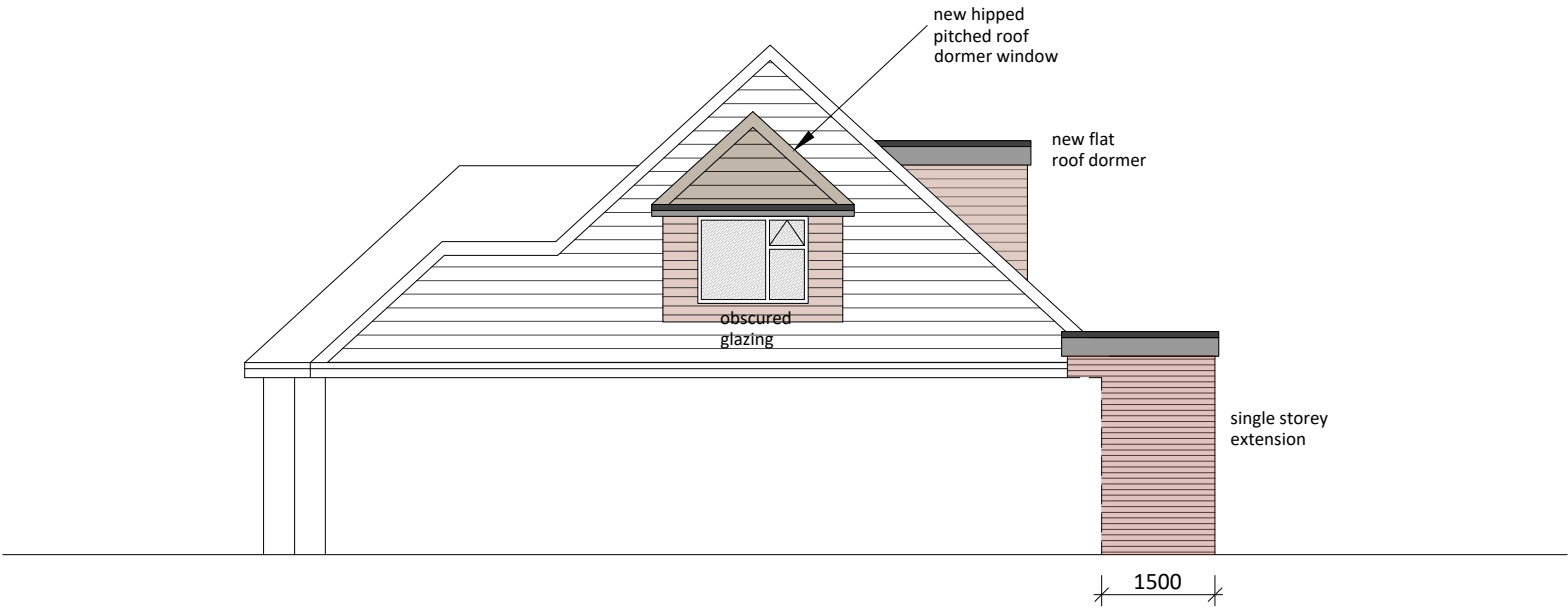 new hipped
pitched roof
dormer window
new flat
roof dormer
obscured
glazing
single storey
extension
1500